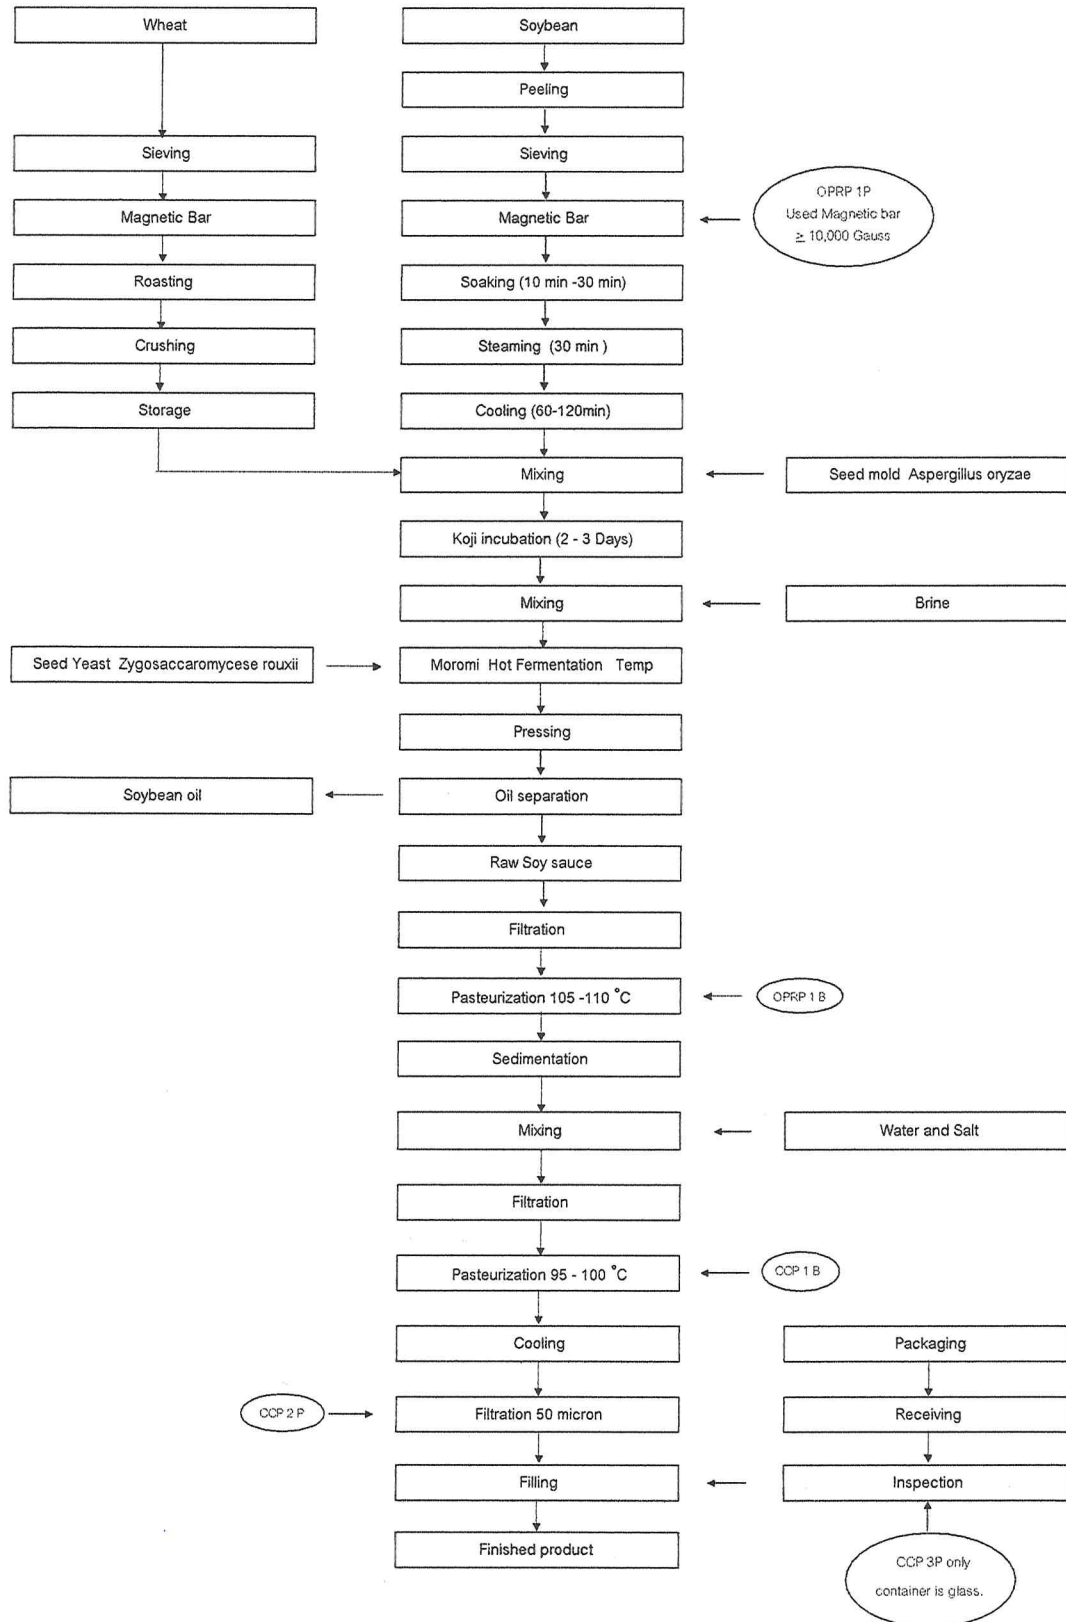 Wheat
Soybean
Peeling
Sieving
Sieving
OPRP 1P
Used Magnetic bar
≥ 10,000 Gauss
Magnetic Bar
Magnetic Bar
Roasting
Soaking (10 min -30 min)
Crushing
Steaming (30 min )
Storage
Cooling (60-120min)
Mixing
Seed mold Aspergillus oryzae
Koji incubation (2 - 3 Days)
Mixing
Brine
Seed Yeast Zygosaccaromycese rouxii
Moromi Hot Fermentation Temp
Pressing
Soybean oil
Oil separation
Raw Soy sauce
Filtration
Pasteurization 105 -110 °C
OPRP 1 B
Sedimentation
Mixing
Water and Salt
Filtration
Pasteurization 95 - 100 °C
CCP 1 B
Cooling
Packaging
CCP 2 P
Filtration 50 micron
Receiving
Filling
Inspection
Finished product
CCP 3P only
container is glass.